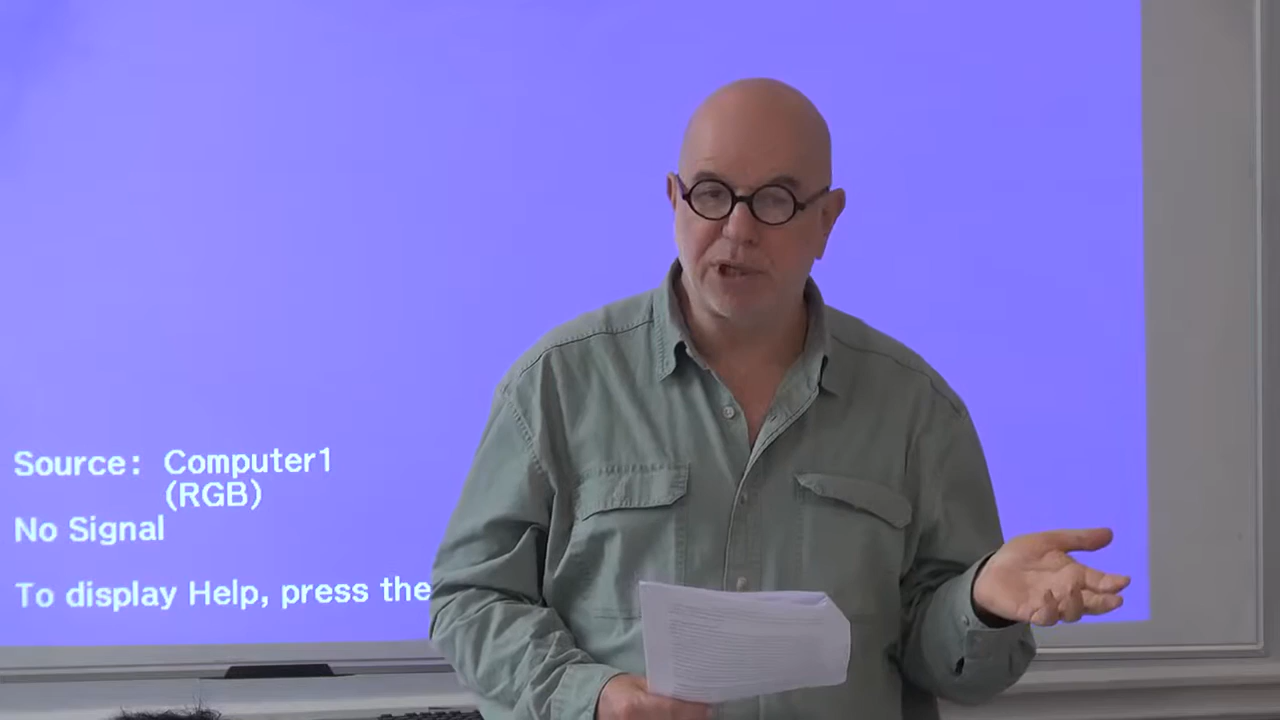 Source: Computer1
(RGB)
No Signal
To display Help, press the